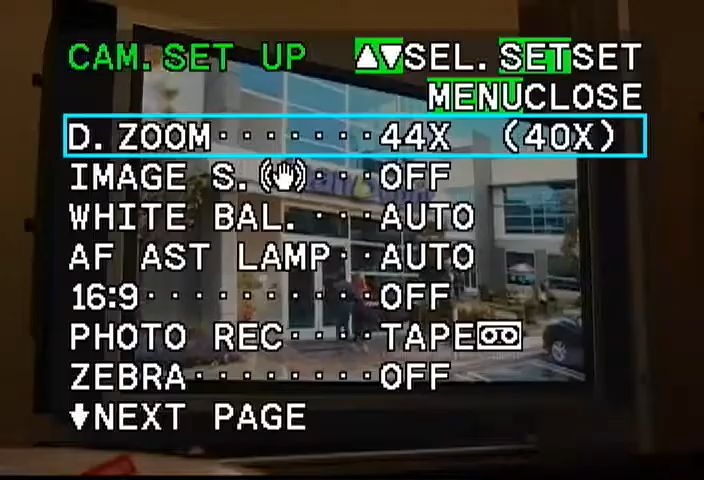 CAM. SET UP ▲▼SEL. SETSET
MENUCLOSE
D. ZOOM·······44X (40X)
IMAGE S.···OFF
WHITE BAL.···AUTO
AF AST LAMP··AUTO
16:9··········OFF
PHOTO REC····TAPE
ZEBRA········OFF
↓NEXT PAGE